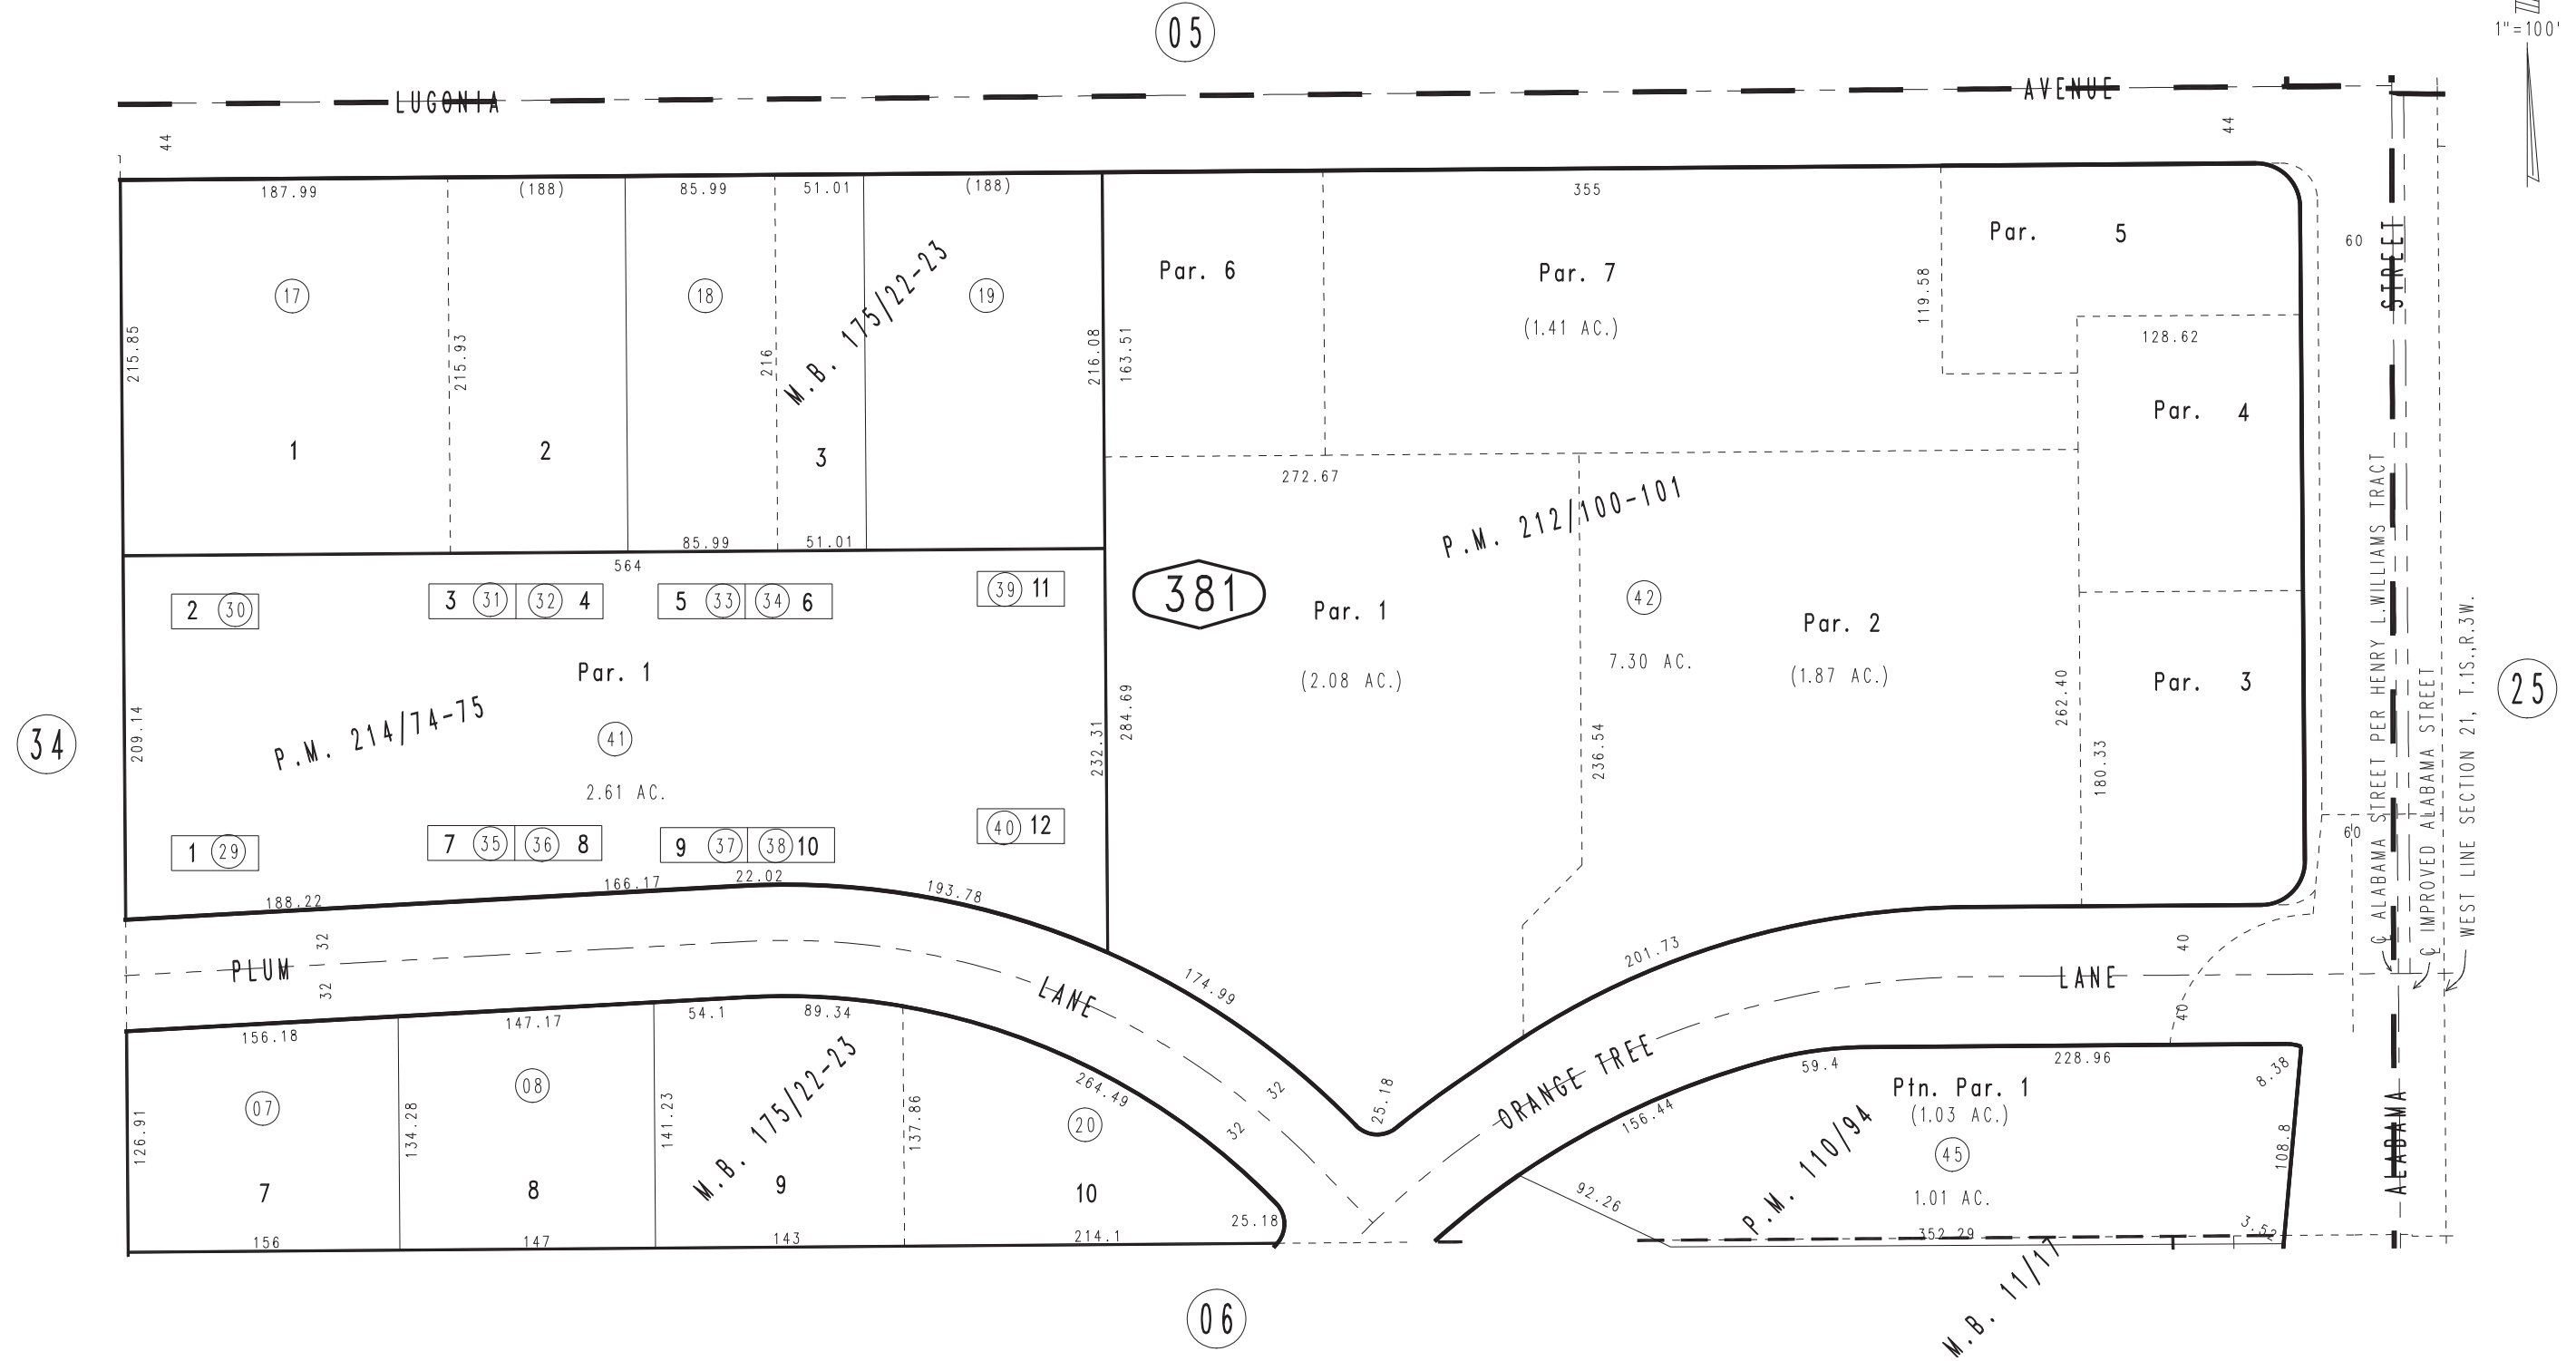 05
1"=100'
LUGONIA
AVENUE
44
44
187.99
(188)
85.99
51.01
(188)
355
Par. 5
60
STREET
Par. 6
Par. 7
(1.41 AC.)
119.58
128.62
17
18
M.B. 175/22-23
19
215.85
215.93
216
216.08
163.51
Par. 4
1
2
3
272.67
P.M. 212/100-101
85.99
51.01
564
2 30
3 31 32 4
5 33 34 6
39 11
381
Par. 1
(2.08 AC.)
42
7.30 AC.
Par. 2
(1.87 AC.)
Par. 3
Par. 1
P.M. 214/74-75
41
2.61 AC.
34
25
209.14
232.31
284.69
236.54
262.40
180.33
60
℄ ALABAMA STREET PER HENRY L.WILLIAMS TRACT
℄ IMPROVED ALABAMA STREET
WEST LINE SECTION 21, T.1S.,R.3W.
1 29
7 35 36 8
9 37 38 10
40 12
188.22
166.17
22.02
193.78
174.99
201.73
32
32
PLUM
LANE
32
32
25.18
ORANGE TREE
LANE
40
40
156.18
147.17
54.1
89.34
264.49
59.4
228.96
8.38
156.44
Ptn. Par. 1
(1.03 AC.)
45
1.01 AC.
108.8
ALABAMA
07
08
M.B. 175/22-23
20
126.91
134.28
141.23
137.86
7
8
9
10
P.M. 110/94
92.26
25.18
156
147
143
214.1
352.29
3.52
M.B. 11/17
06